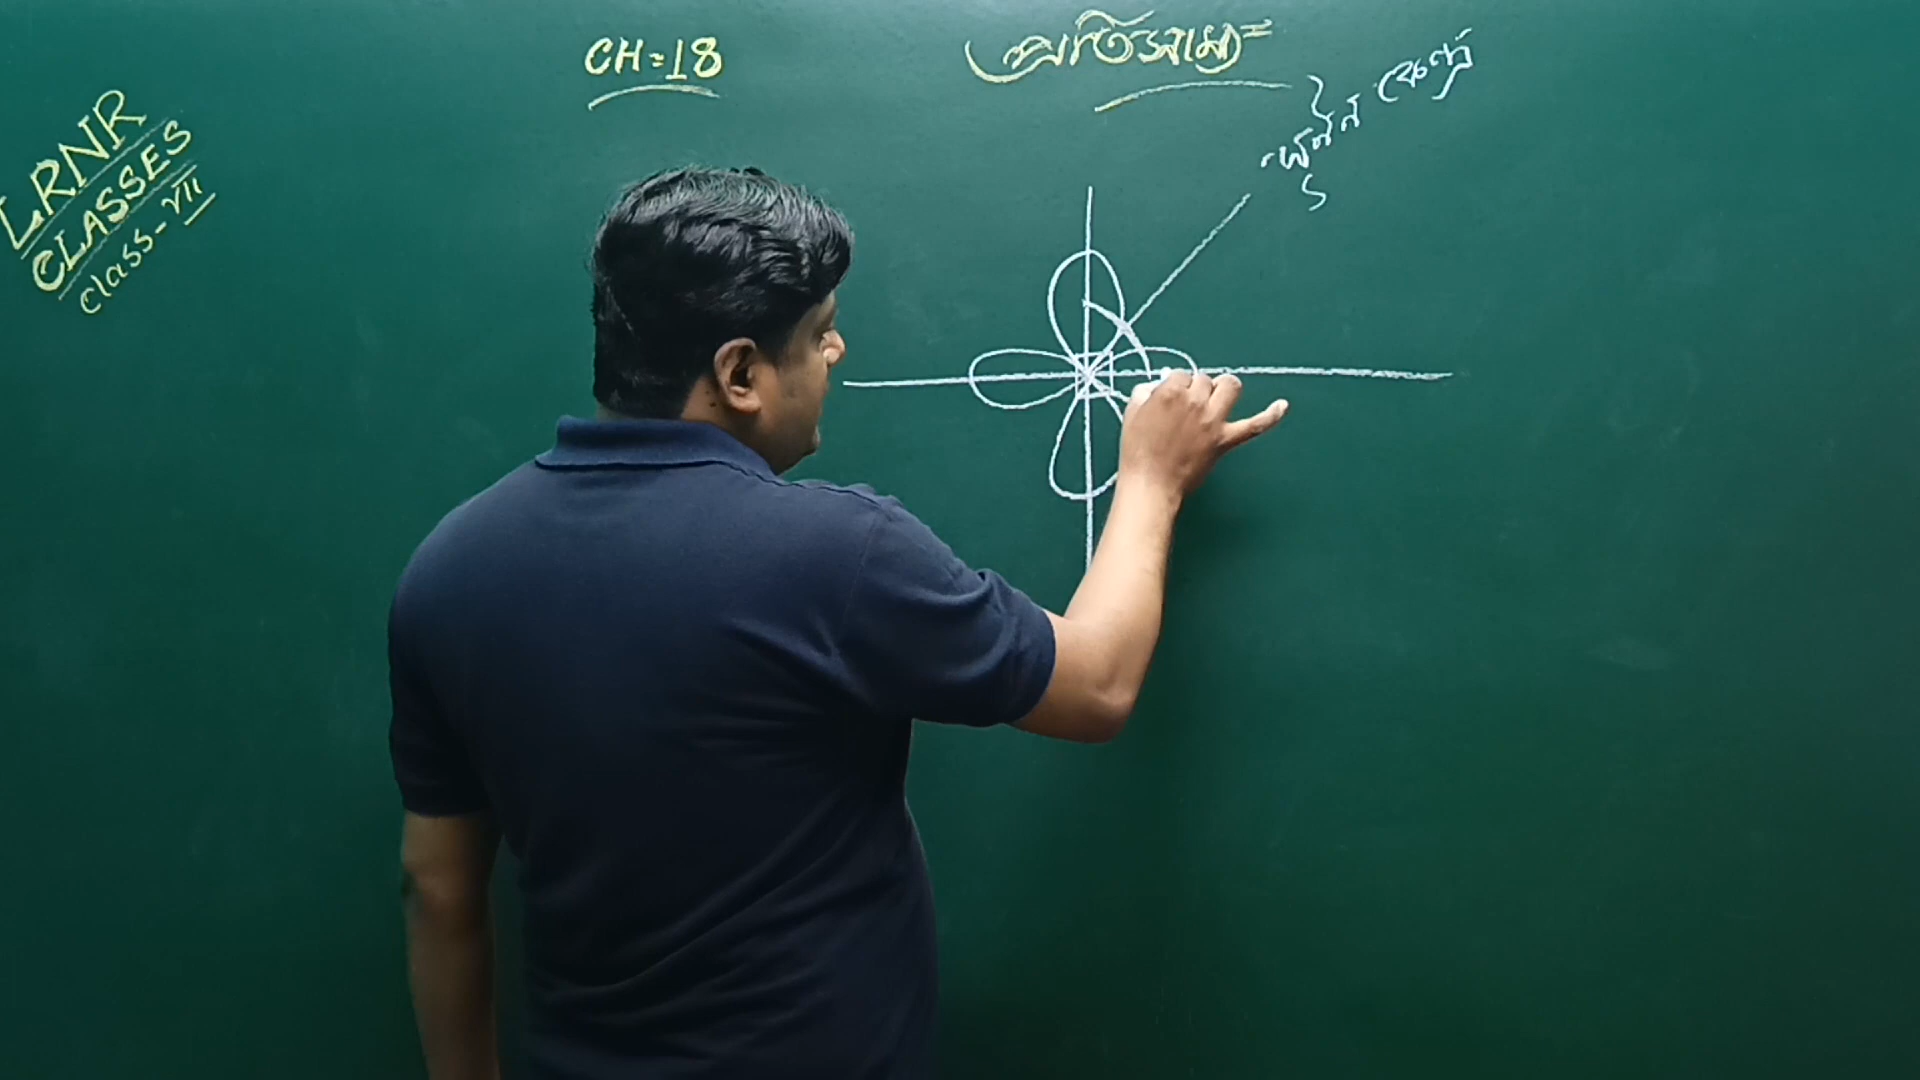 LRNR
CLASSES
Class-VII
CH=18
প্রতিসাম্য=
ঘূর্ণন কেন্দ্র